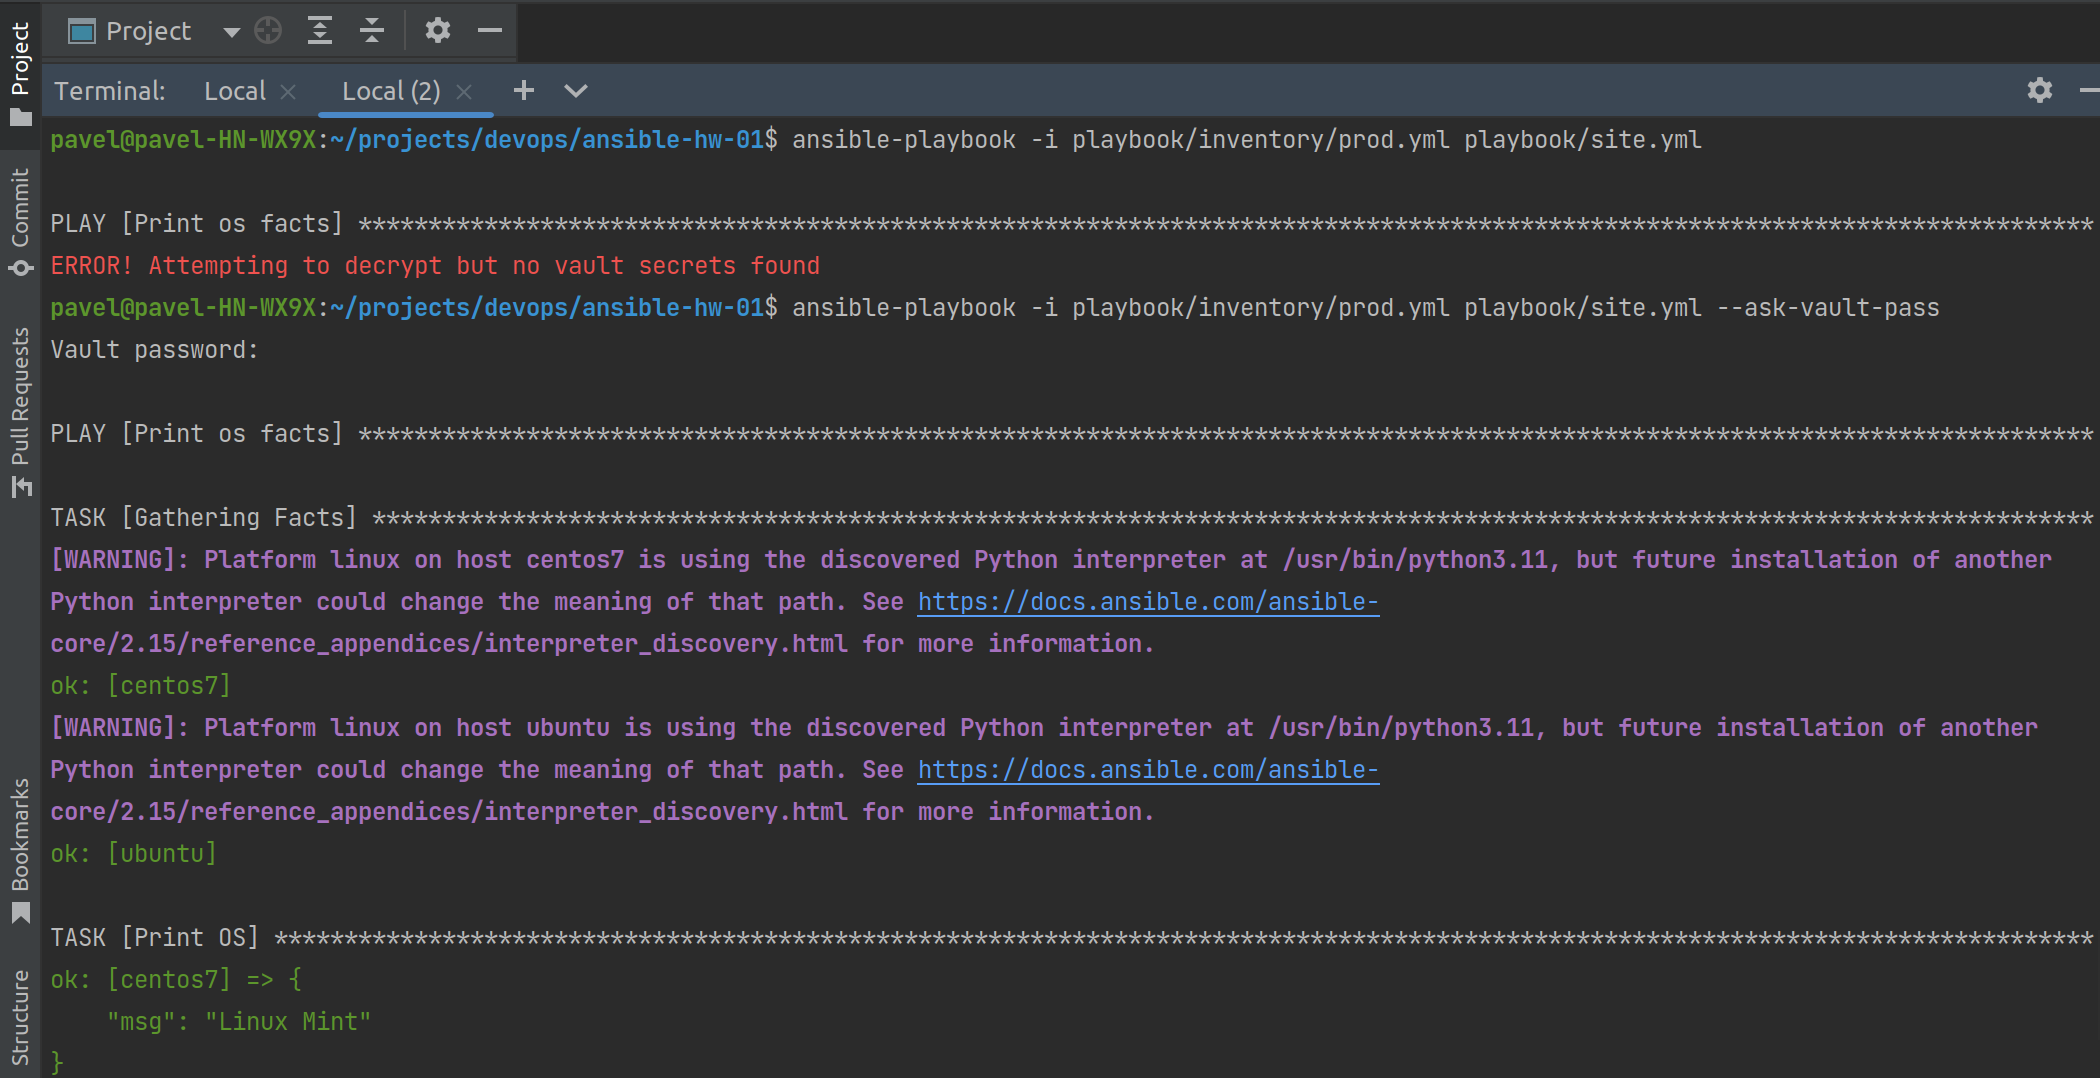 Project
Terminal: Local Local (2)
pavel@pavel-HN-WX9X:~/projects/devops/ansible-hw-01$ ansible-playbook -i playbook/inventory/prod.yml playbook/site.yml
PLAY [Print os facts] ****************************************************************************************************************************
ERROR! Attempting to decrypt but no vault secrets found
pavel@pavel-HN-WX9X:~/projects/devops/ansible-hw-01$ ansible-playbook -i playbook/inventory/prod.yml playbook/site.yml --ask-vault-pass
Vault password:
PLAY [Print os facts] ****************************************************************************************************************************
TASK [Gathering Facts] ***************************************************************************************************************************
[WARNING]: Platform linux on host centos7 is using the discovered Python interpreter at /usr/bin/python3.11, but future installation of another
Python interpreter could change the meaning of that path. See https://docs.ansible.com/ansible-
core/2.15/reference_appendices/interpreter_discovery.html for more information.
ok: [centos7]
[WARNING]: Platform linux on host ubuntu is using the discovered Python interpreter at /usr/bin/python3.11, but future installation of another
Python interpreter could change the meaning of that path. See https://docs.ansible.com/ansible-
core/2.15/reference_appendices/interpreter_discovery.html for more information.
ok: [ubuntu]
TASK [Print OS] **********************************************************************************************************************************
ok: [centos7] => {
    "msg": "Linux Mint"
}
Project
Commit
Pull Requests
Bookmarks
Structure